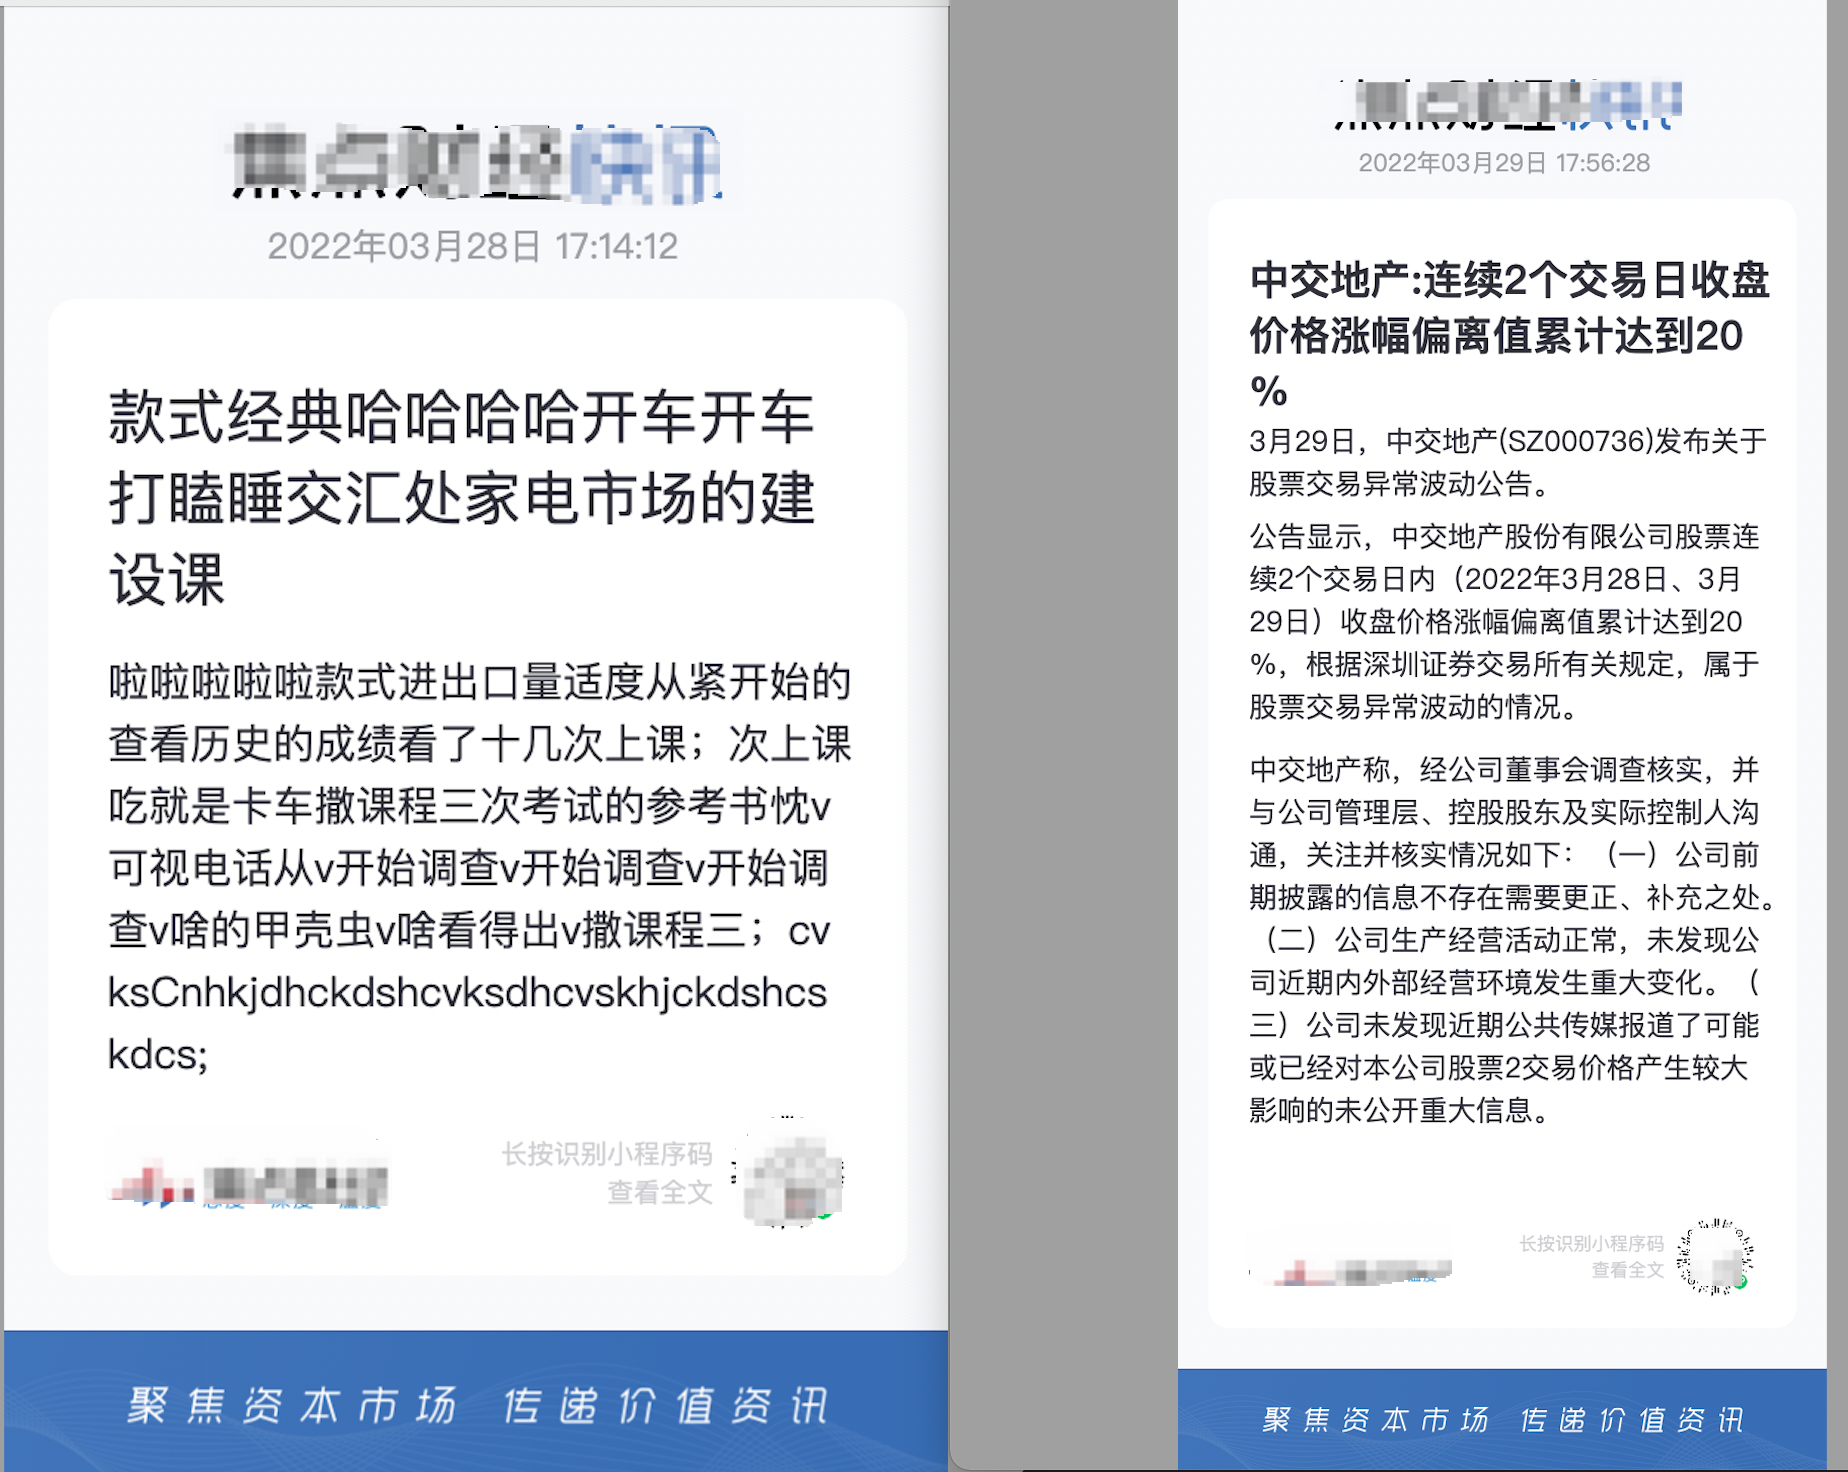 2022年03月28日 17:14:12
款式经典哈哈哈哈开车开车
打瞌睡交汇处家电市场的建
设课
啦啦啦啦啦款式进出口量适度从紧开始的
查看历史的成绩看了十几次上课；次上课
吃就是卡车撒课程三次考试的参考书忱v
可视电话从v开始调查v开始调查v开始调
查v啥的甲壳虫v啥看得出v撒课程三；cv
ksCnhkjdhckdshcvksdhcvskhjckdshcs
kdcs;
长按识别小程序码
查看全文
聚焦资本市场 传递价值资讯
2022年03月29日 17:56:28
中交地产:连续2个交易日收盘
价格涨幅偏离值累计达到20
%
3月29日，中交地产(SZ000736)发布关于
股票交易异常波动公告。
公告显示，中交地产股份有限公司股票连
续2个交易日内（2022年3月28日、3月
29日）收盘价格涨幅偏离值累计达到20
%，根据深圳证券交易所有关规定，属于
股票交易异常波动的情况。
中交地产称，经公司董事会调查核实，并
与公司管理层、控股股东及实际控制人沟
通，关注并核实情况如下：（一）公司前
期披露的信息不存在需要更正、补充之处。
（二）公司生产经营活动正常，未发现公
司近期内外部经营环境发生重大变化。（
三）公司未发现近期公共传媒报道了可能
或已经对本公司股票2交易价格产生较大
影响的未公开重大信息。
长按识别小程序码
查看全文
聚焦资本市场 传递价值资讯